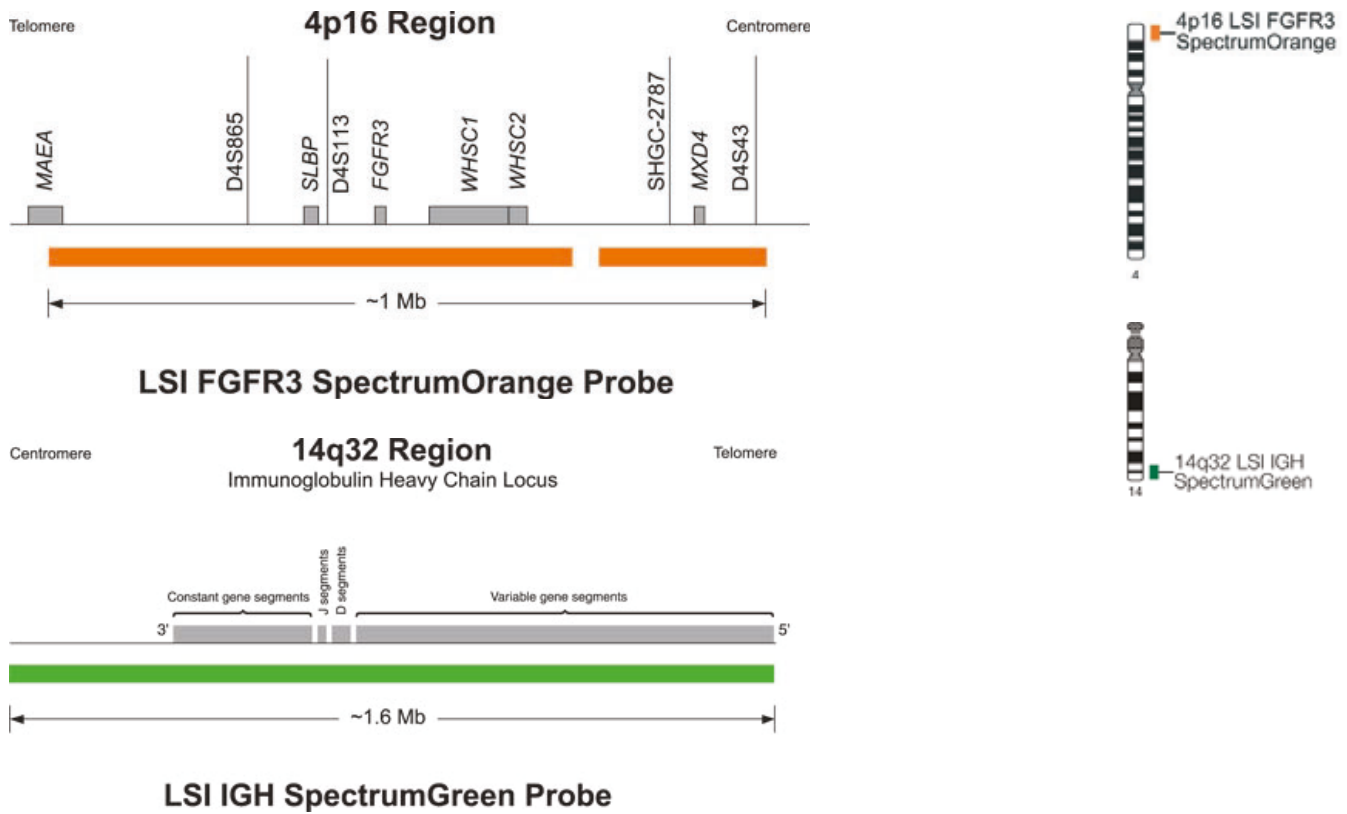 Telomere
4p16 Region
Centromere
MAEA
D4S865
SLBP
D4S113
FGFR3
WHSC1
WHSC2
SHGC-2787
MXD4
D4S43
~1 Mb
LSI FGFR3 SpectrumOrange Probe
4p16 LSI FGFR3
SpectrumOrange
4
Centromere
14q32 Region
Telomere
Immunoglobulin Heavy Chain Locus
Constant gene segments
J segments
D segments
Variable gene segments
3'
5'
~1.6 Mb
LSI IGH SpectrumGreen Probe
14q32 LSI IGH
SpectrumGreen
14